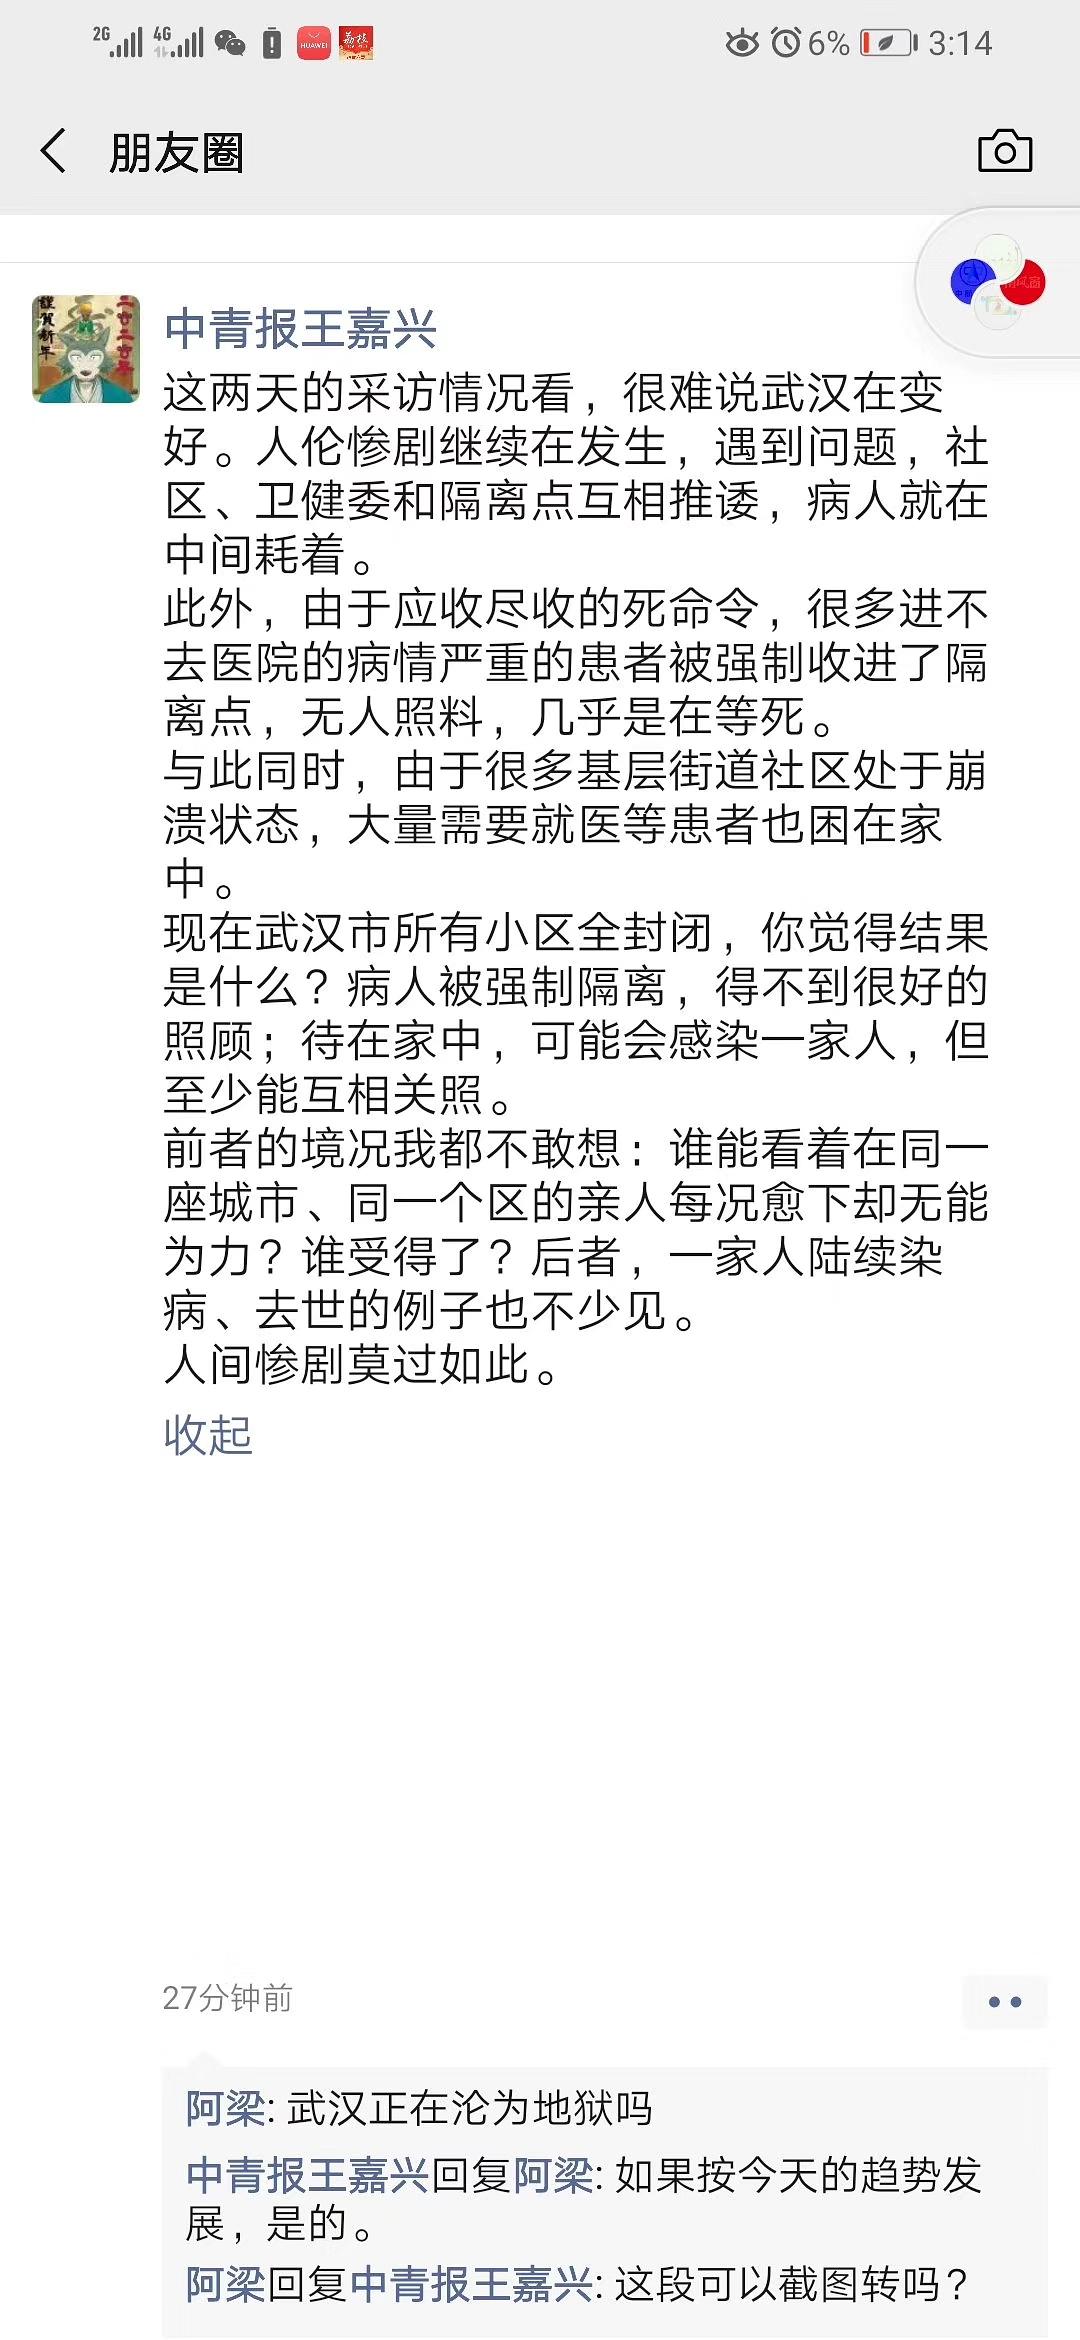 2G 4G HUAWEI 荔枝 6% 3:14
朋友圈
謹賀新年
中青报王嘉兴
这两天的采访情况看，很难说武汉在变
好。人伦惨剧继续在发生，遇到问题，社
区、卫健委和隔离点互相推诿，病人就在
中间耗着。
此外，由于应收尽收的死命令，很多进不
去医院的病情严重的患者被强制收进了隔
离点，无人照料，几乎是在等死。
与此同时，由于很多基层街道社区处于崩
溃状态，大量需要就医等患者也困在家
中。
现在武汉市所有小区全封闭，你觉得结果
是什么？病人被强制隔离，得不到很好的
照顾；待在家中，可能会感染一家人，但
至少能互相关照。
前者的境况我都不敢想：谁能看着在同一
座城市、同一个区的亲人每况愈下却无能
为力？谁受得了？后者，一家人陆续染
病、去世的例子也不少见。
人间惨剧莫过如此。
收起
27分钟前
阿梁: 武汉正在沦为地狱吗
中青报王嘉兴回复阿梁: 如果按今天的趋势发
展，是的。
阿梁回复中青报王嘉兴: 这段可以截图转吗？